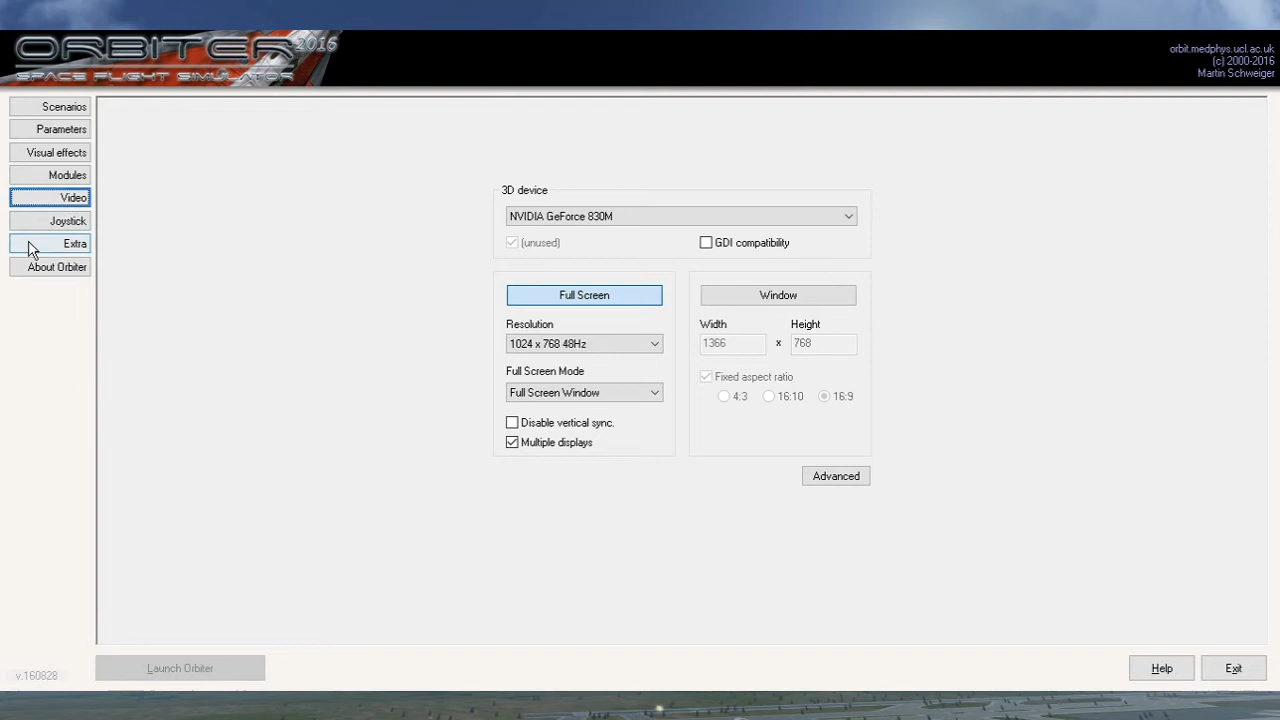 ORBITER 2016
SPACE FLIGHT SIMULATOR
orbit.medphys.ucl.ac.uk
(c) 2000-2016
Martin Schweiger
Scenarios
Parameters
Visual effects
Modules
Video
Joystick
Extra
About Orbiter
3D device
NVIDIA GeForce 830M
(unused)
GDI compatibility
Full Screen
Resolution
1024 x 768 48Hz
Full Screen Mode
Full Screen Window
Disable vertical sync.
Multiple displays
Window
Width Height
1366 x 768
Fixed aspect ratio
4:3 16:10 16:9
Advanced
v.160828
Launch Orbiter
Help
Exit